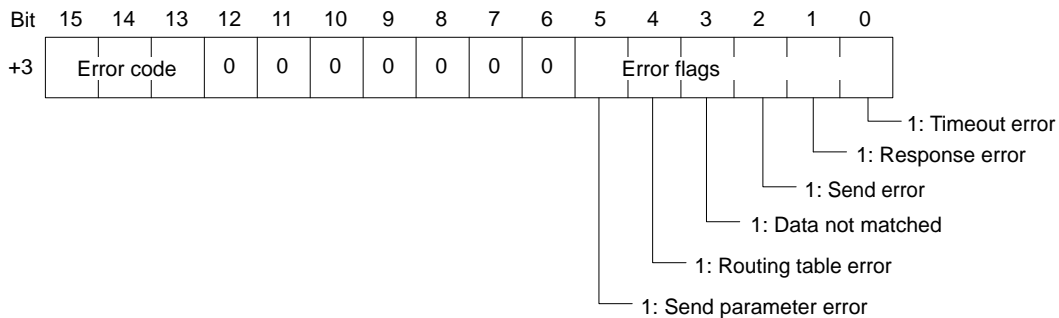 Bit 15 14 13 12 11 10 9 8 7 6 5 4 3 2 1 0
+3 Error code 0 0 0 0 0 0 0 Error flags
1: Timeout error
1: Response error
1: Send error
1: Data not matched
1: Routing table error
1: Send parameter error